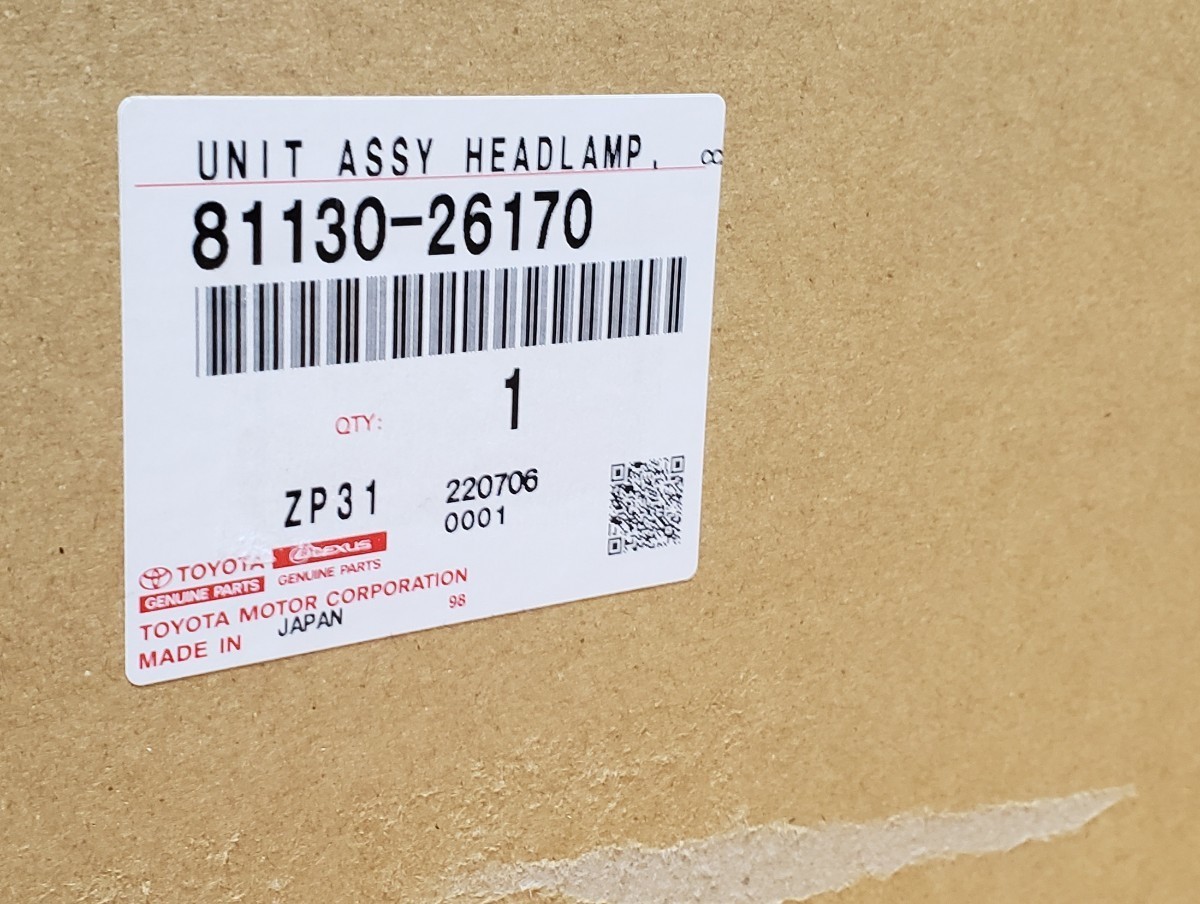 UNIT ASSY HEADLAMP,
81130-26170
QTY: 1
ZP31 220706
0001
TOYOTA LEXUS
GENUINE PARTS GENUINE PARTS
TOYOTA MOTOR CORPORATION
MADE IN JAPAN 98